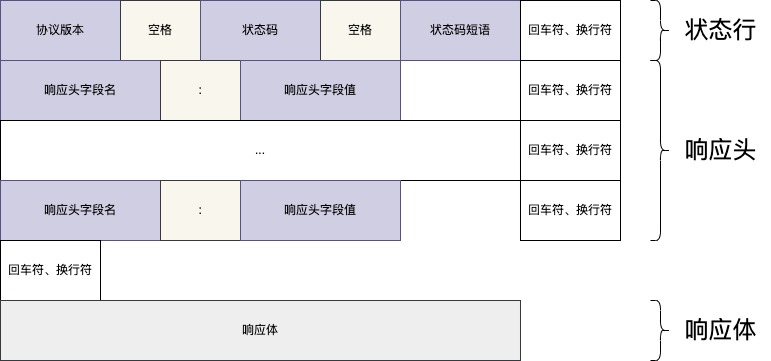 协议版本 空格 状态码 空格 状态码短语 回车符、换行符 状态行
响应头字段名 : 响应头字段值 回车符、换行符
... 回车符、换行符 响应头
响应头字段名 : 响应头字段值 回车符、换行符
回车符、换行符
响应体 响应体